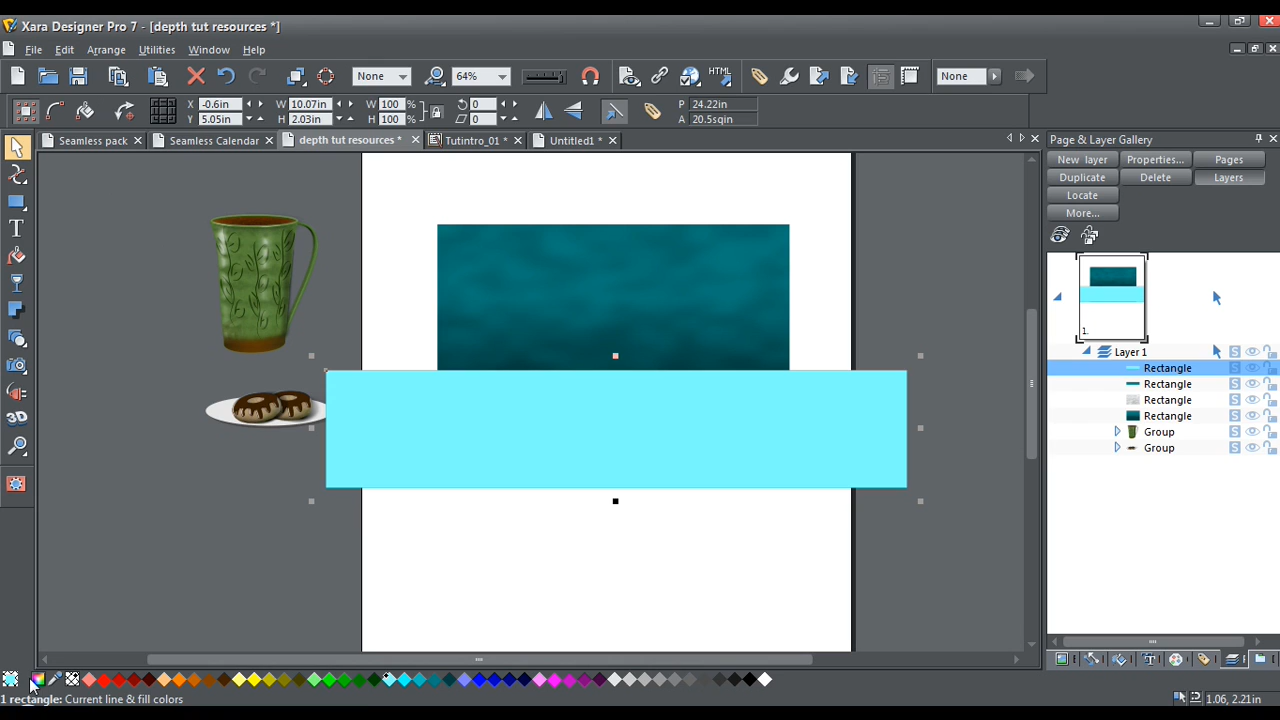 Xara Designer Pro 7 - [depth tut resources *]
File Edit Arrange Utilities Window Help
None 64% HTML None
X -0.6in W 10.07in W 100 % 0 P 24.22in
Y 5.05in H 2.03in H 100 % 0 A 20.5sqin
Seamless pack Seamless Calendar depth tut resources * Tutintro_01 * Untitled1 *
Page & Layer Gallery
New layer Properties... Pages
Duplicate Delete Layers
Locate
More...
1.
Layer 1 S
Rectangle S
Rectangle S
Rectangle S
Rectangle S
Group S
Group S
T
3D
T
1 rectangle: Current line & fill colors 1.06, 2.21in